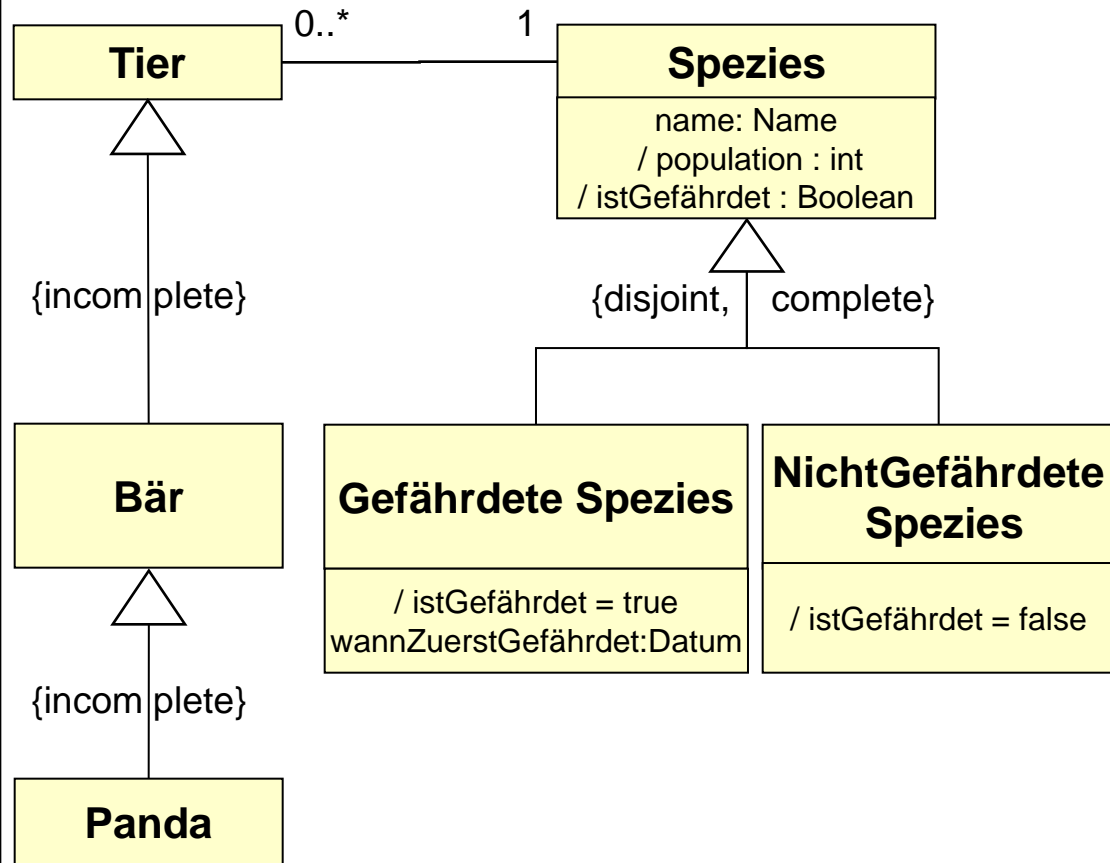 0..* 1
Tier
Spezies
name: Name
/ population : int
/ istGefährdet : Boolean
{incom plete}
{disjoint, complete}
Bär
Gefährdete Spezies
/ istGefährdet = true
wannZuerstGefährdet:Datum
NichtGefährdete
Spezies
/ istGefährdet = false
{incom plete}
Panda